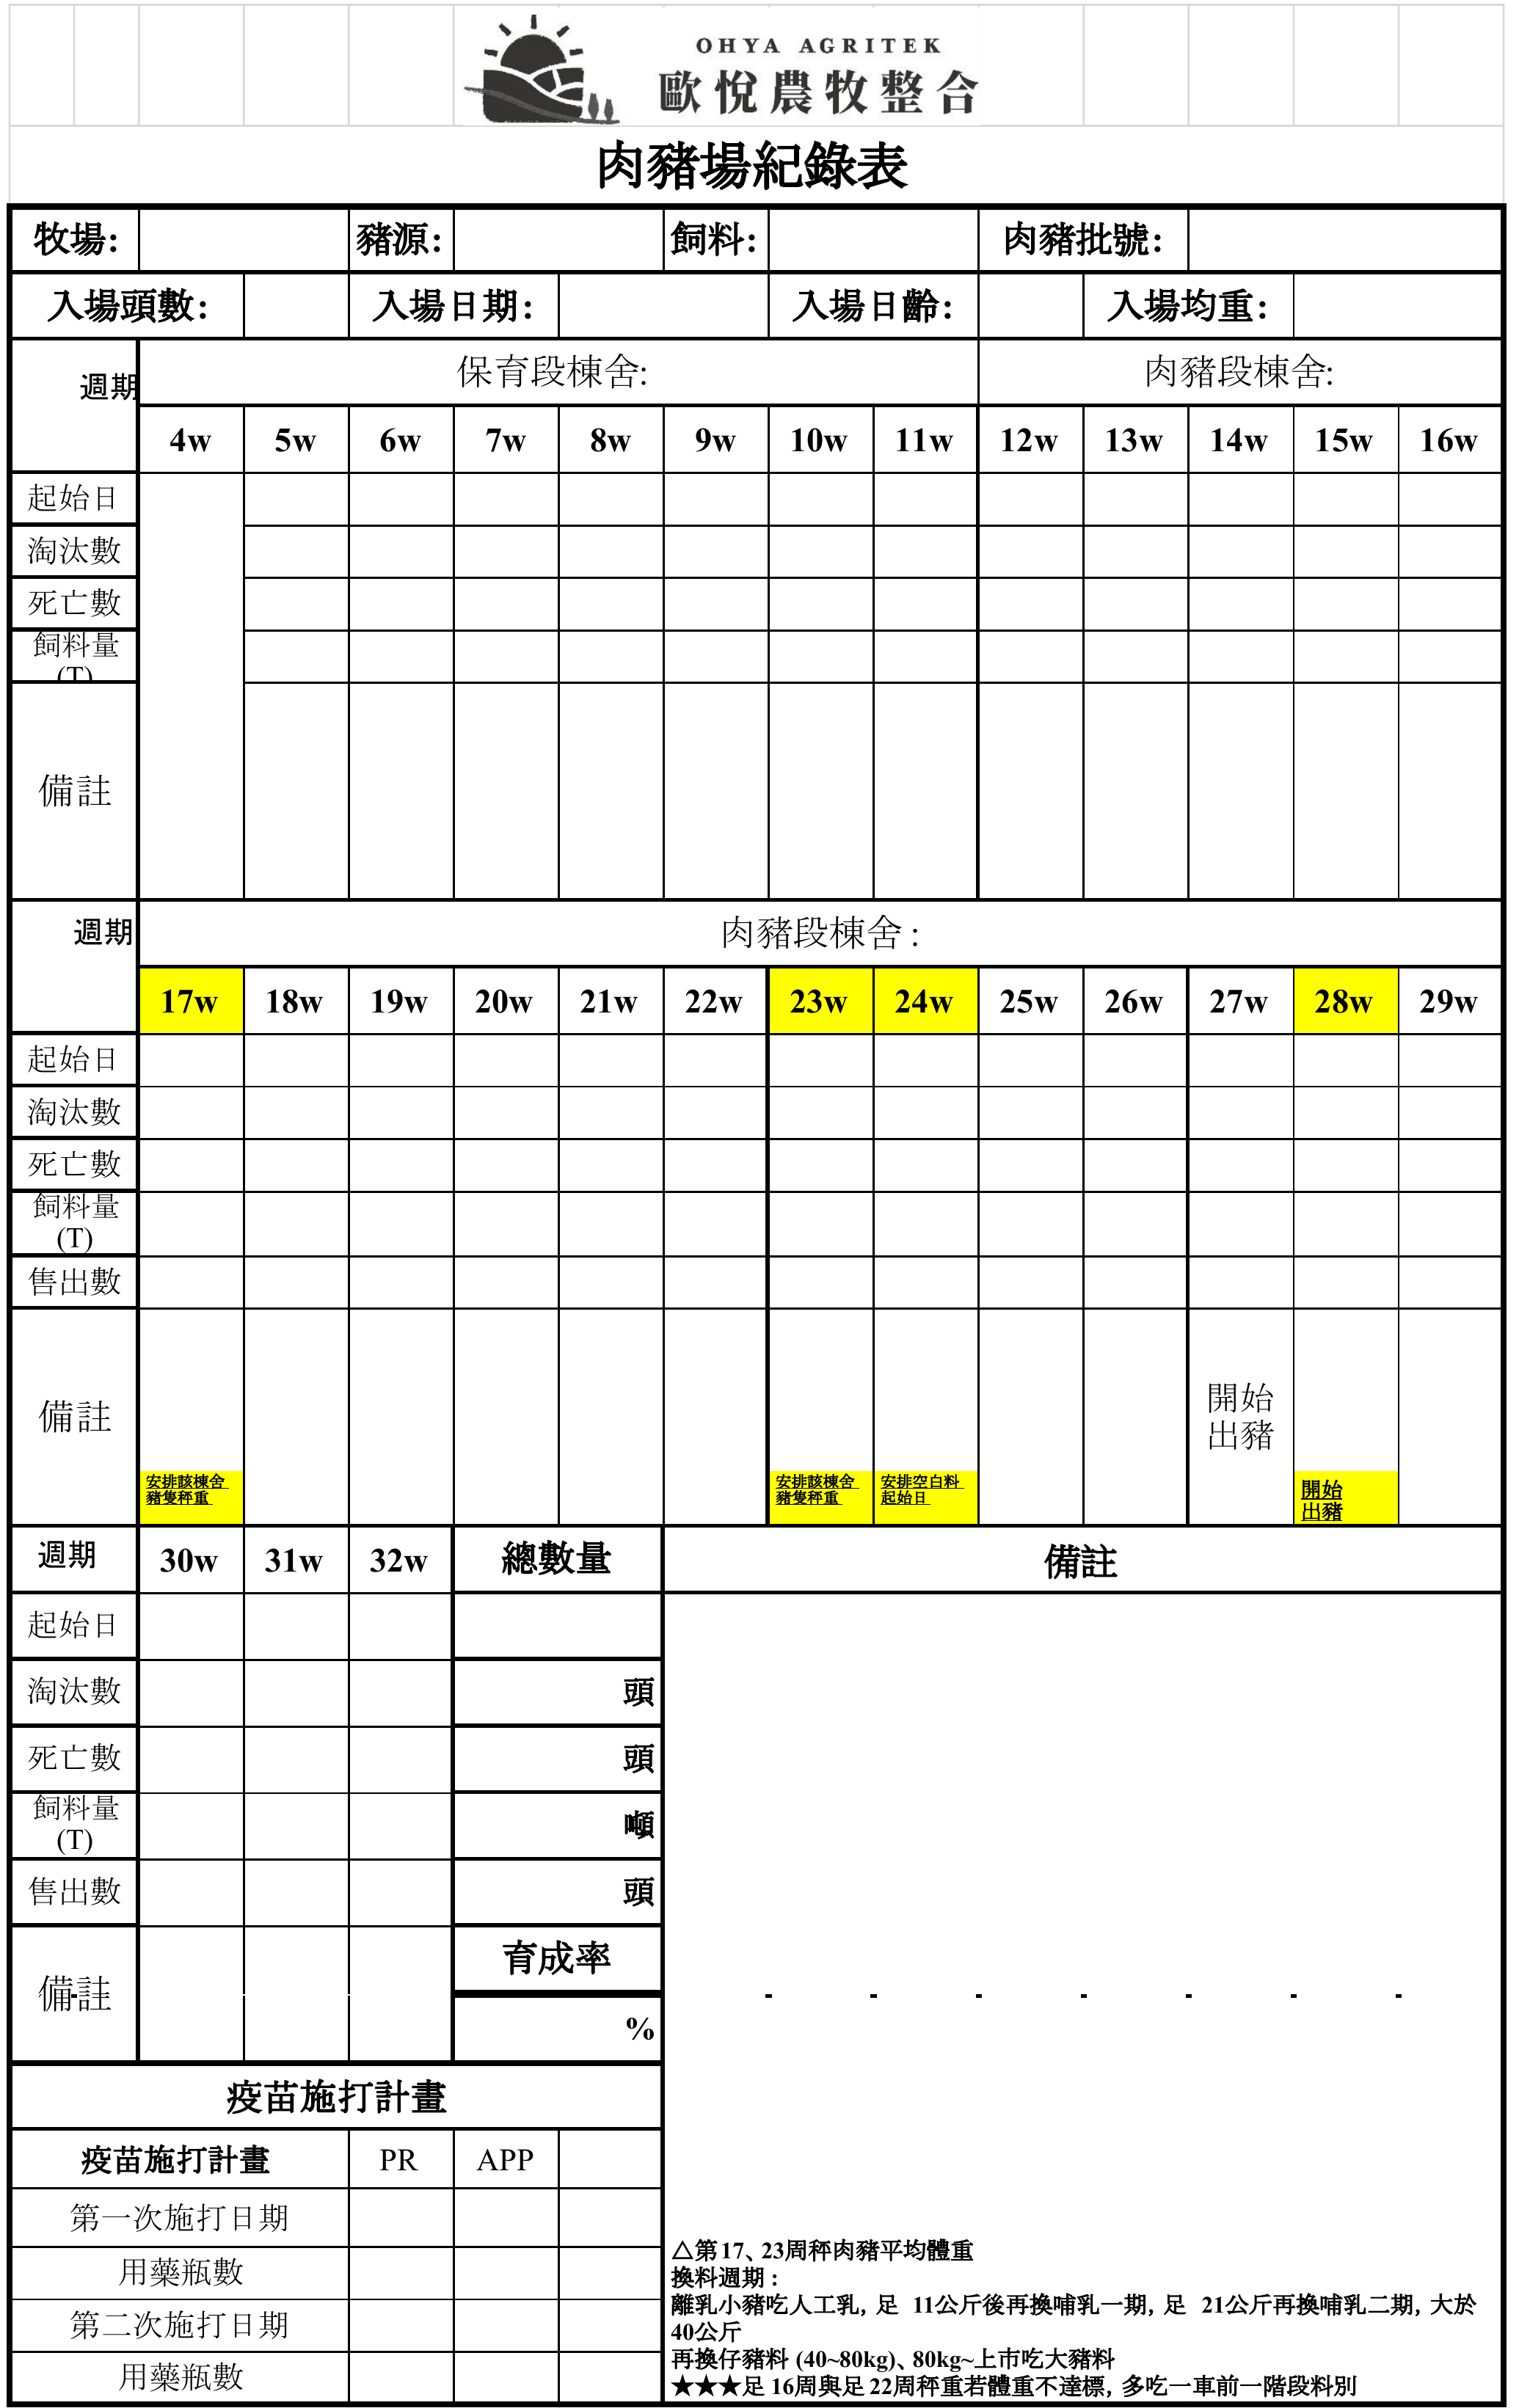 OHYA AGRITEK
歐悅農牧整合
肉豬場紀錄表
牧場: 豬源: 飼料: 肉豬批號:
入場頭數: 入場日期: 入場日齡: 入場均重:
週期 保育段棟舍: 肉豬段棟舍:
4w 5w 6w 7w 8w 9w 10w 11w 12w 13w 14w 15w 16w
起始日
淘汰數
死亡數
飼料量
(T)
備註
週期 肉豬段棟舍 :
17w 18w 19w 20w 21w 22w 23w 24w 25w 26w 27w 28w 29w
起始日
淘汰數
死亡數
飼料量
(T)
售出數
備註
開始
出豬
安排該棟舍
豬隻秤重
安排該棟舍
豬隻秤重
安排空白料
起始日
開始
出豬
週期 30w 31w 32w 總數量 備註
起始日
淘汰數 頭
死亡數 頭
飼料量
(T)
噸
售出數 頭
備註
育成率
%
疫苗施打計畫
疫苗施打計畫 PR APP
第一次施打日期
用藥瓶數
第二次施打日期
用藥瓶數
△第17、23周秤肉豬平均體重
換料週期 :
離乳小豬吃人工乳, 足 11公斤後再換哺乳一期, 足 21公斤再換哺乳二期, 大於
40公斤
再換仔豬料 (40~80kg)、80kg~上市吃大豬料
★★★足16周與足22周秤重若體重不達標, 多吃一車前一階段料別